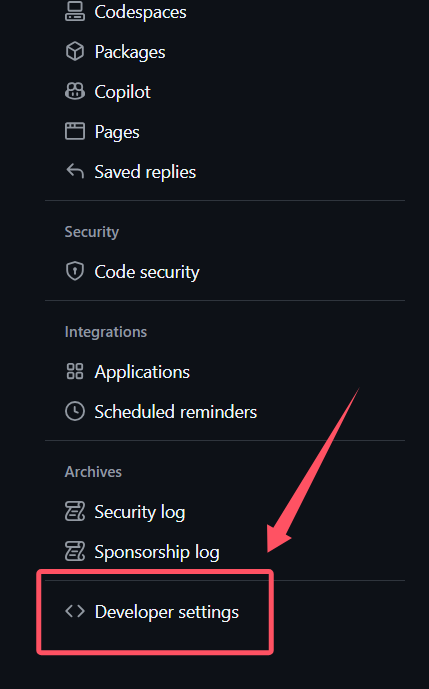 Codespaces
Packages
Copilot
Pages
Saved replies
Security
Code security
Integrations
Applications
Scheduled reminders
Archives
Security log
Sponsorship log
Developer settings